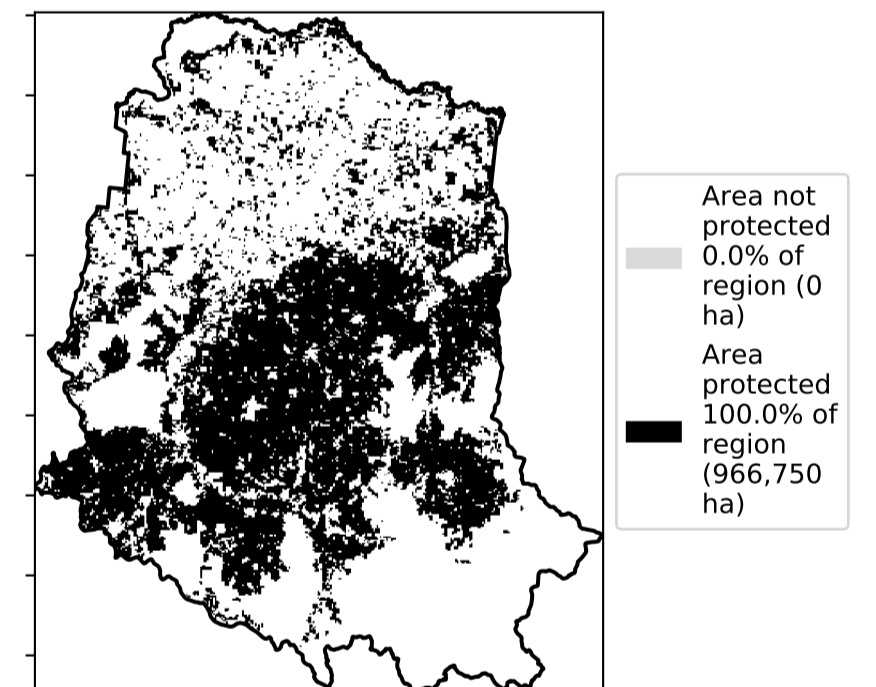 Area not
protected
0.0% of
region (0
ha)
Area
protected
100.0% of
region
(966,750
ha)